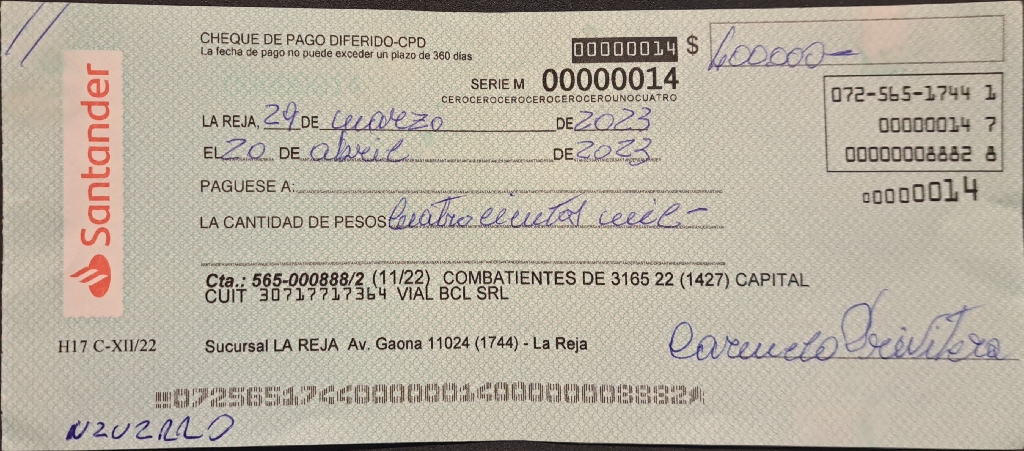 CHEQUE DE PAGO DIFERIDO-CPD
La fecha de pago no puede exceder un plazo de 360 días
00000014 $ 400000-
SERIE M 00000014
CEROCEROCEROCEROCEROCEROUNOCUATRO
072-565-1744 1
00000014 7
00000008882 8
00000014
Santander
LA REJA, 29 DE marzo DE 2023
EL 20 DE abril DE 2023
PAGUESE A:
LA CANTIDAD DE PESOS Cuatrocientos mil-
Cta.: 565-000888/2 (11/22) COMBATIENTES DE 3165 22 (1427) CAPITAL
CUIT 30717717364 VIAL BCL SRL
H17 C-XII/22
Sucursal LA REJA Av. Gaona 11024 (1744) - La Reja
Carmelo Privitera
072565174400000001400000008882